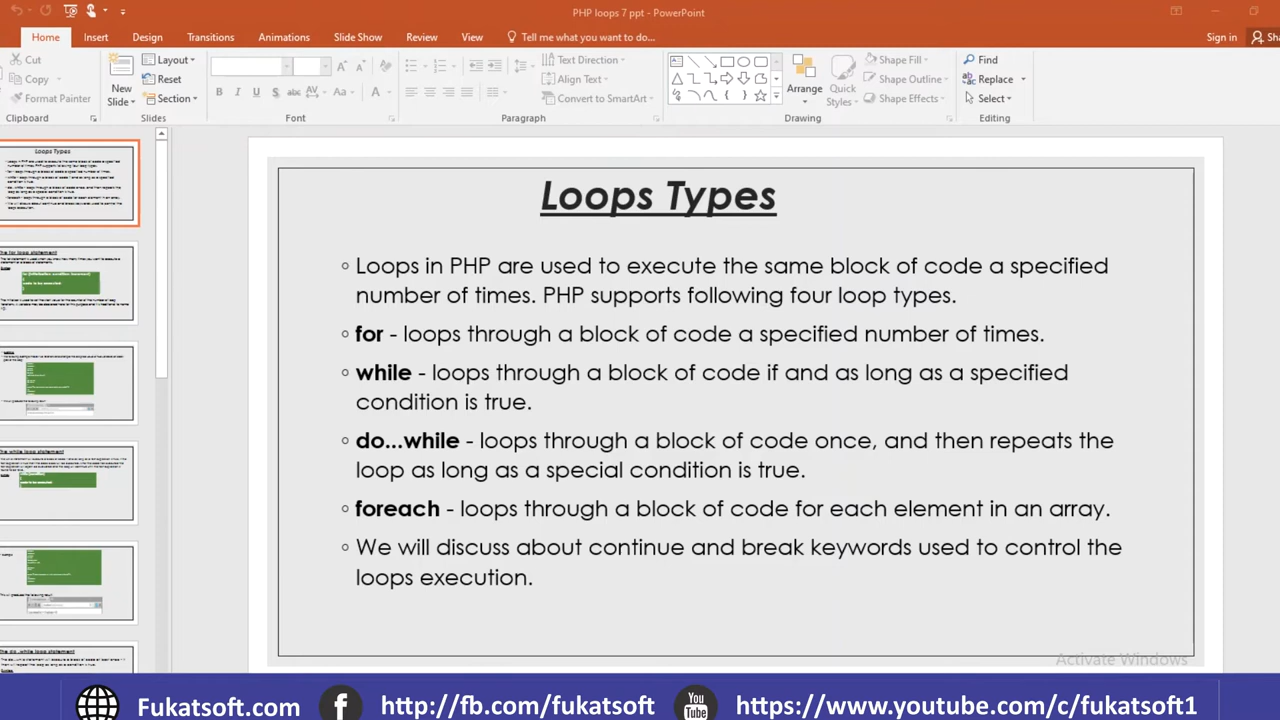 PHP loops 7 ppt - PowerPoint
Home Insert Design Transitions Animations Slide Show Review View Tell me what you want to do... Sign in
Cut
Copy
Format Painter
Clipboard
New
Slide
Layout
Reset
Section
Slides
B I U S abc AV Aa A
Font
Text Direction
Align Text
Convert to SmartArt
Paragraph
Arrange
Quick
Styles
Shape Fill
Shape Outline
Shape Effects
Drawing
Find
Replace
Select
Editing
Loops Types
Loops in PHP are used to execute the same block of code a specified
number of times. PHP supports following four loop types.
for - loops through a block of code a specified number of times.
while - loops through a block of code if and as long as a specified
condition is true.
do...while - loops through a block of code once, and then repeats the
loop as long as a special condition is true.
foreach - loops through a block of code for each element in an array.
We will discuss about continue and break keywords used to control the
loops execution.
Activate Windows
Fukatsoft.com f http://fb.com/fukatsoft You Tube https://www.youtube.com/c/fukatsoft1